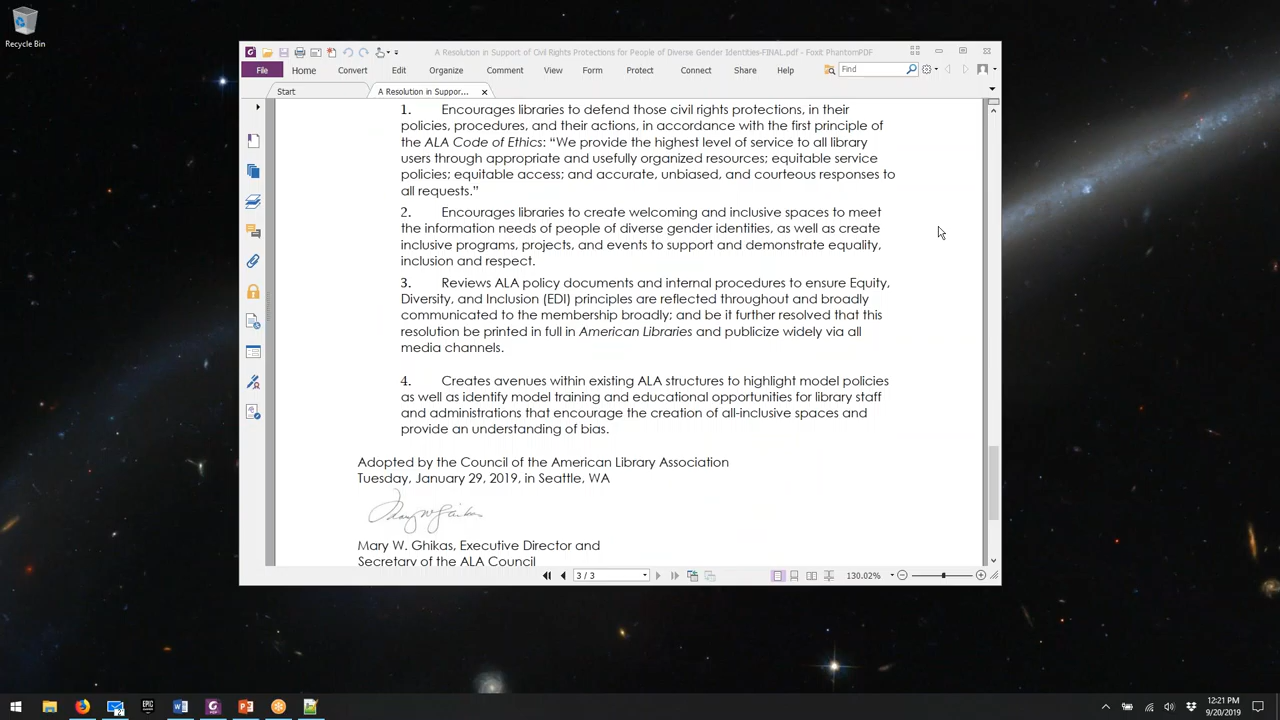 Recycle Bin
A Resolution in Support of Civil Rights Protections for People of Diverse Gender Identities-FINAL.pdf - Foxit PhantomPDF
File Home Convert Edit Organize Comment View Form Protect Connect Share Help Find
Start A Resolution in Suppor...
1. Encourages libraries to defend those civil rights protections, in their
policies, procedures, and their actions, in accordance with the first principle of
the ALA Code of Ethics: “We provide the highest level of service to all library
users through appropriate and usefully organized resources; equitable service
policies; equitable access; and accurate, unbiased, and courteous responses to
all requests.”
2. Encourages libraries to create welcoming and inclusive spaces to meet
the information needs of people of diverse gender identities, as well as create
inclusive programs, projects, and events to support and demonstrate equality,
inclusion and respect.
3. Reviews ALA policy documents and internal procedures to ensure Equity,
Diversity, and Inclusion (EDI) principles are reflected throughout and broadly
communicated to the membership broadly; and be it further resolved that this
resolution be printed in full in American Libraries and publicize widely via all
media channels.
4. Creates avenues within existing ALA structures to highlight model policies
as well as identify model training and educational opportunities for library staff
and administrations that encourage the creation of all-inclusive spaces and
provide an understanding of bias.
Adopted by the Council of the American Library Association
Tuesday, January 29, 2019, in Seattle, WA
Mary W Ghikas
Mary W. Ghikas, Executive Director and
Secretary of the ALA Council
3 / 3 130.02%
EPIC
12:21 PM
9/20/2019